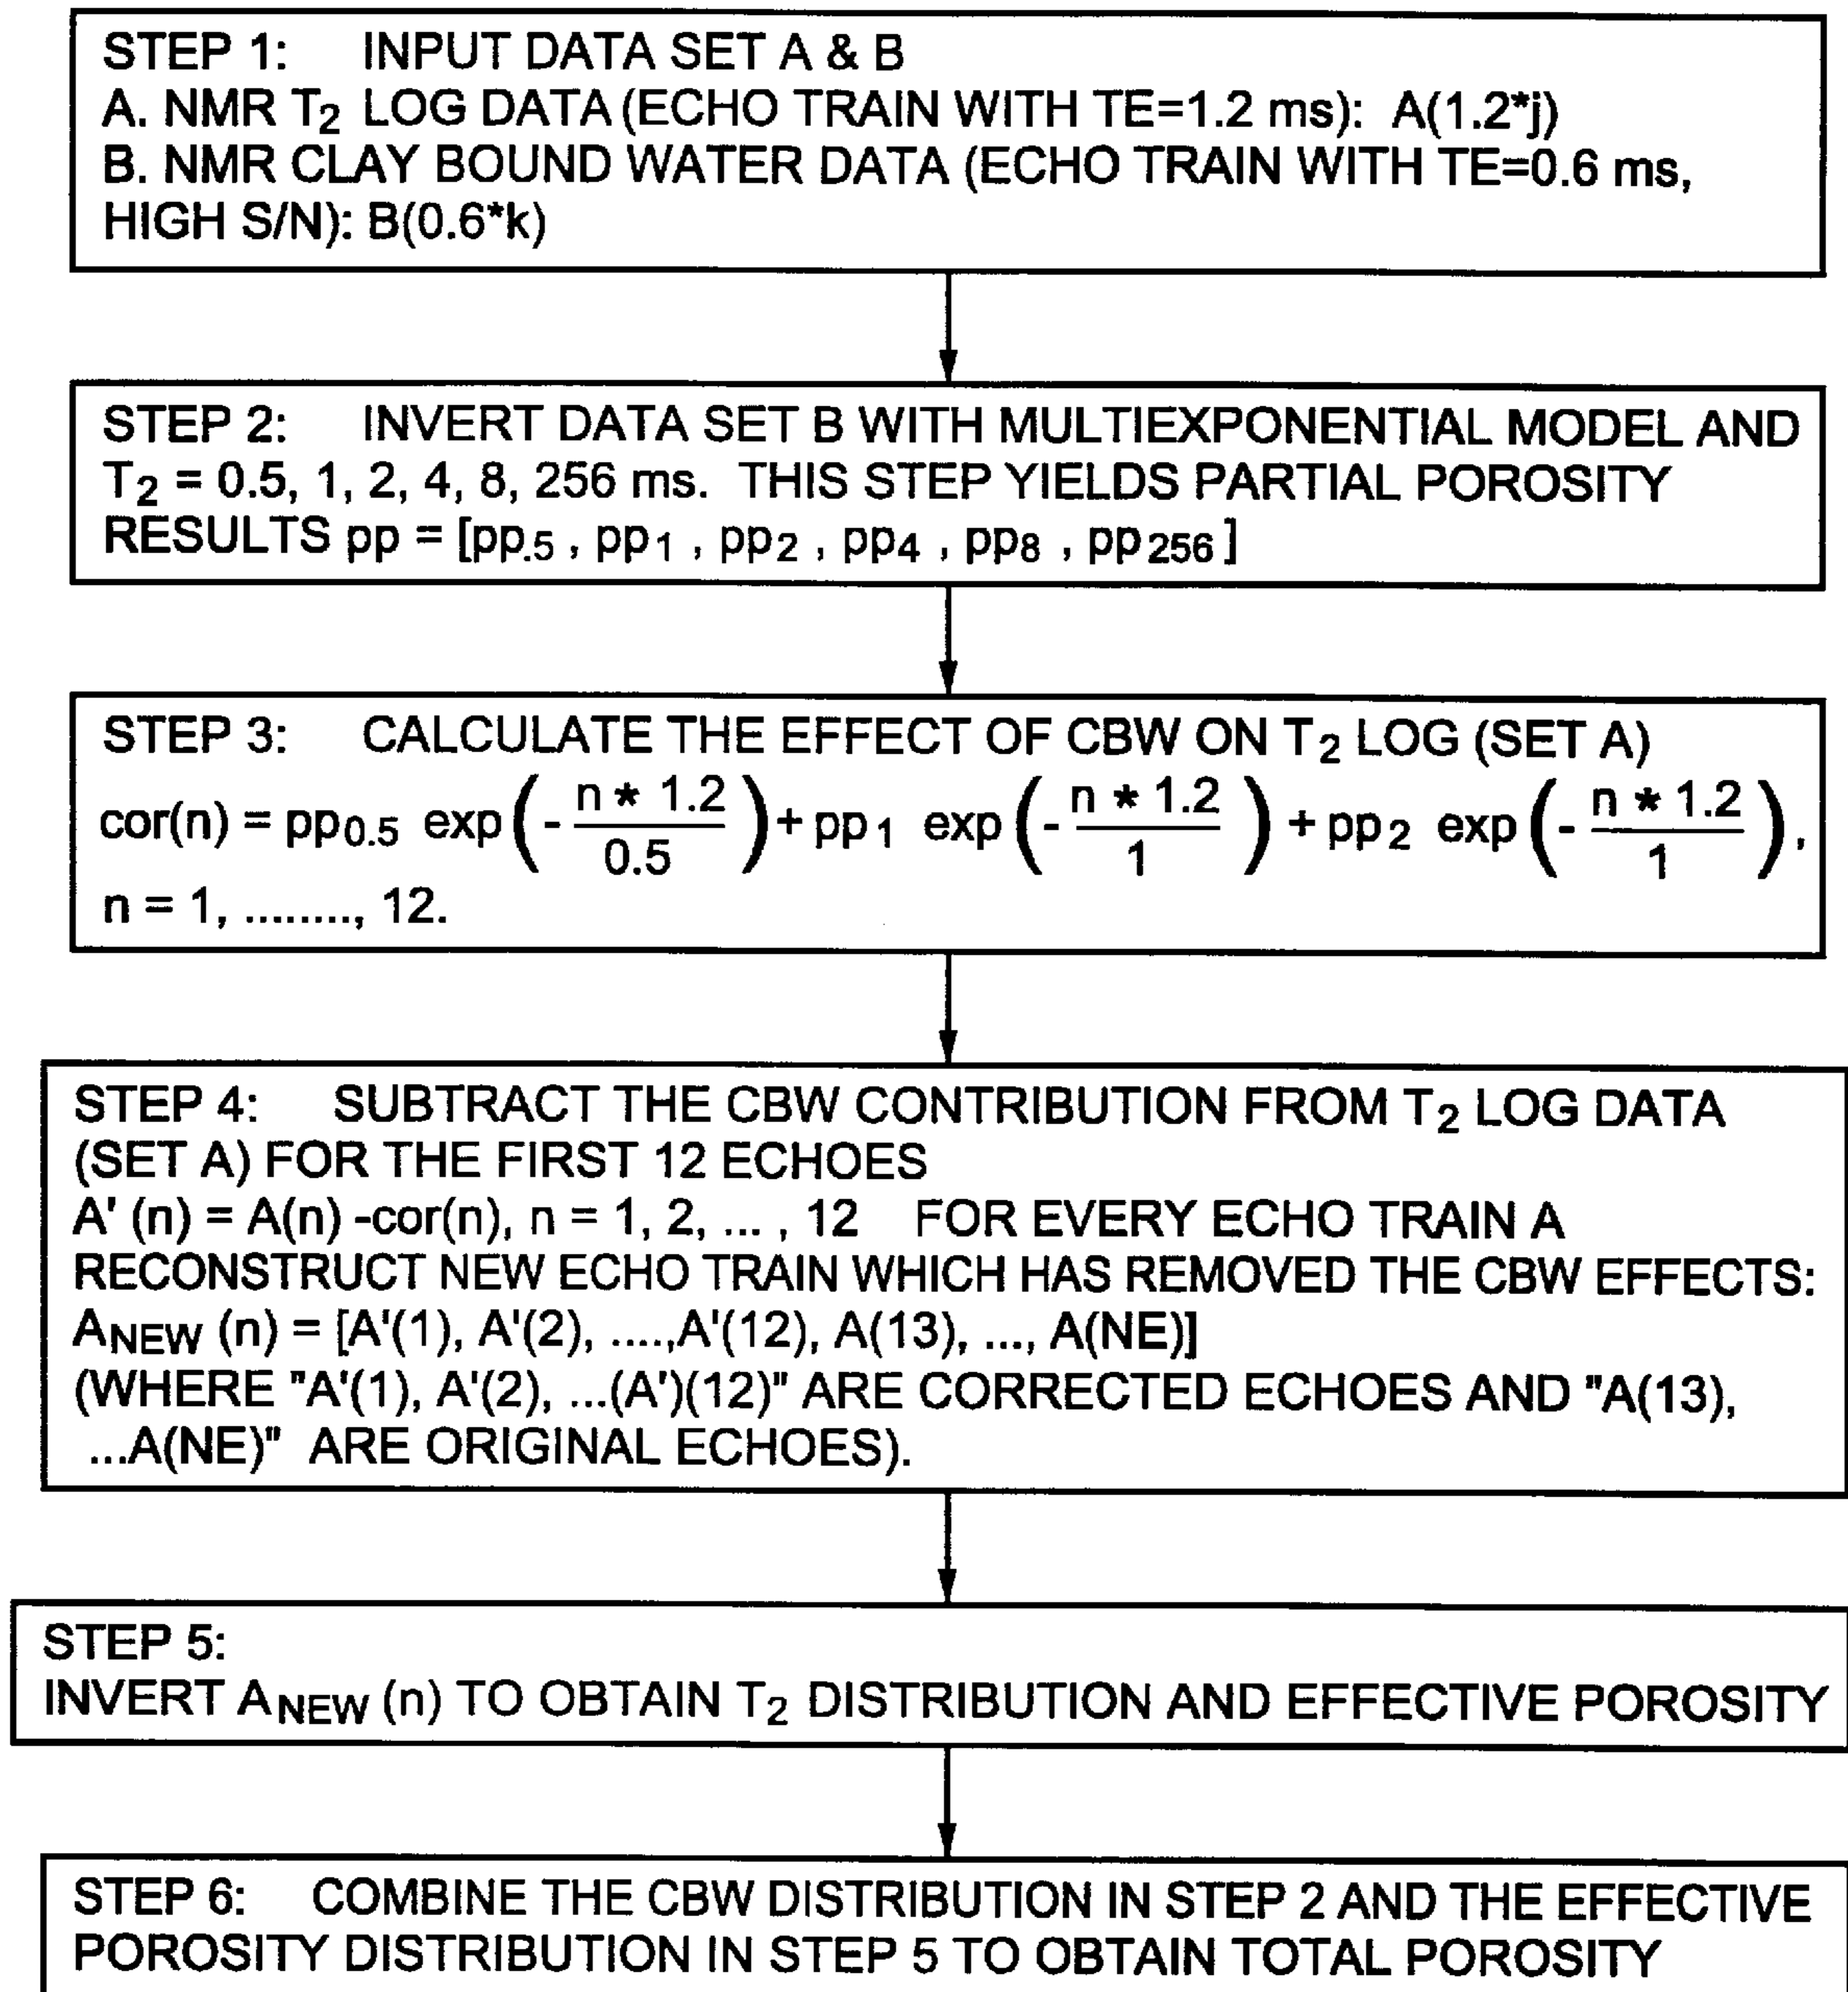 STEP 1: INPUT DATA SET A & B
A. NMR T2 LOG DATA (ECHO TRAIN WITH TE=1.2 ms): A(1.2*j)
B. NMR CLAY BOUND WATER DATA (ECHO TRAIN WITH TE=0.6 ms,
HIGH S/N): B(0.6*k)
STEP 2: INVERT DATA SET B WITH MULTIEXPONENTIAL MODEL AND
T2 = 0.5, 1, 2, 4, 8, 256 ms. THIS STEP YIELDS PARTIAL POROSITY
RESULTS pp = [pp.5 , pp1 , pp2 , pp4 , pp8 , pp256 ]
STEP 3: CALCULATE THE EFFECT OF CBW ON T2 LOG (SET A)
cor(n) = pp0.5 exp(- n * 1.2 / 0.5) + pp1 exp(- n * 1.2 / 1) + pp2 exp(- n * 1.2 / 1),
n = 1, ........, 12.
STEP 4: SUBTRACT THE CBW CONTRIBUTION FROM T2 LOG DATA
(SET A) FOR THE FIRST 12 ECHOES
A' (n) = A(n) -cor(n), n = 1, 2, ... , 12 FOR EVERY ECHO TRAIN A
RECONSTRUCT NEW ECHO TRAIN WHICH HAS REMOVED THE CBW EFFECTS:
ANEW (n) = [A'(1), A'(2), ....,A'(12), A(13), ..., A(NE)]
(WHERE "A'(1), A'(2), ...(A')(12)" ARE CORRECTED ECHOES AND "A(13),
...A(NE)" ARE ORIGINAL ECHOES).
STEP 5:
INVERT ANEW (n) TO OBTAIN T2 DISTRIBUTION AND EFFECTIVE POROSITY
STEP 6: COMBINE THE CBW DISTRIBUTION IN STEP 2 AND THE EFFECTIVE
POROSITY DISTRIBUTION IN STEP 5 TO OBTAIN TOTAL POROSITY